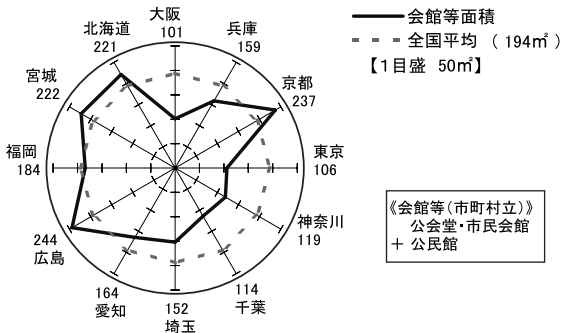 会館等面積
全国平均 （194㎡）
【１目盛 50㎡】
大阪
101
兵庫
159
京都
237
東京
106
神奈川
119
千葉
114
埼玉
152
愛知
164
広島
244
福岡
184
宮城
222
北海道
221
《会館等(市町村立)》
公会堂・市民会館
＋ 公民館